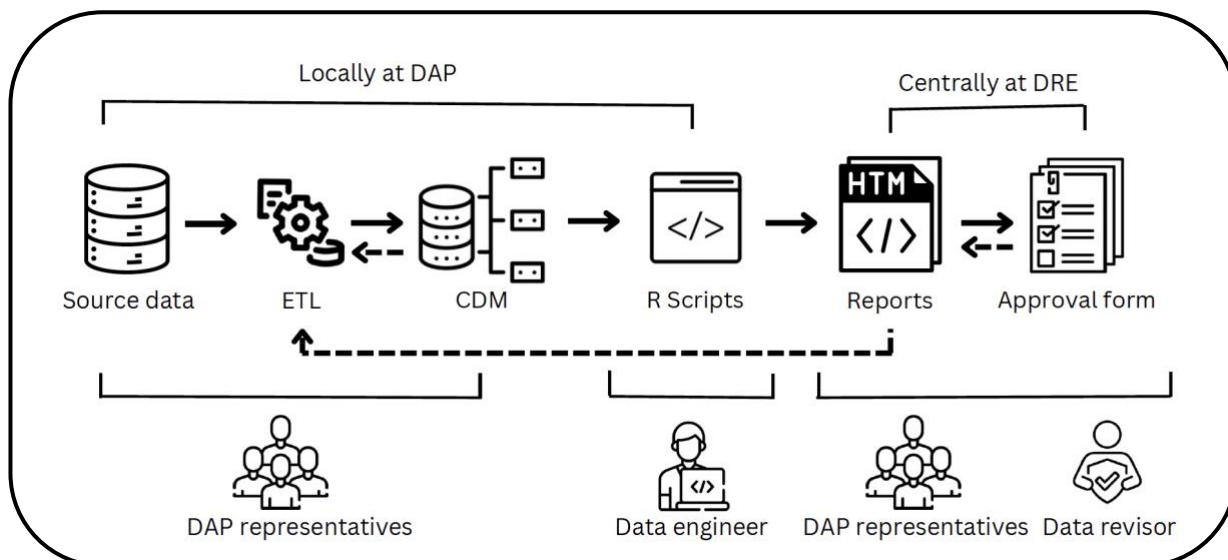 Locally at DAP
Centrally at DRE
HTM
</>
</>
Source data
ETL
CDM
R Scripts
Reports
Approval form
</>
DAP representatives
Data engineer
DAP representatives
Data revisor